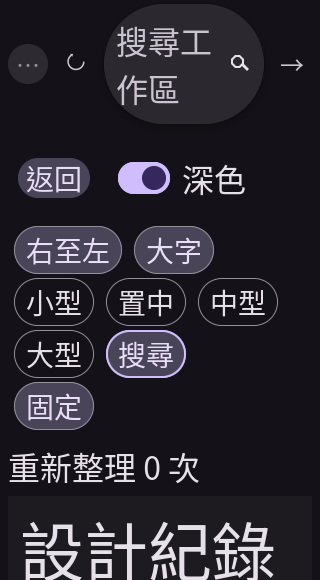 搜尋工
作區
返回
深色
右至左 大字
小型 置中 中型
大型 搜尋
固定
重新整理 0 次
設計紀錄